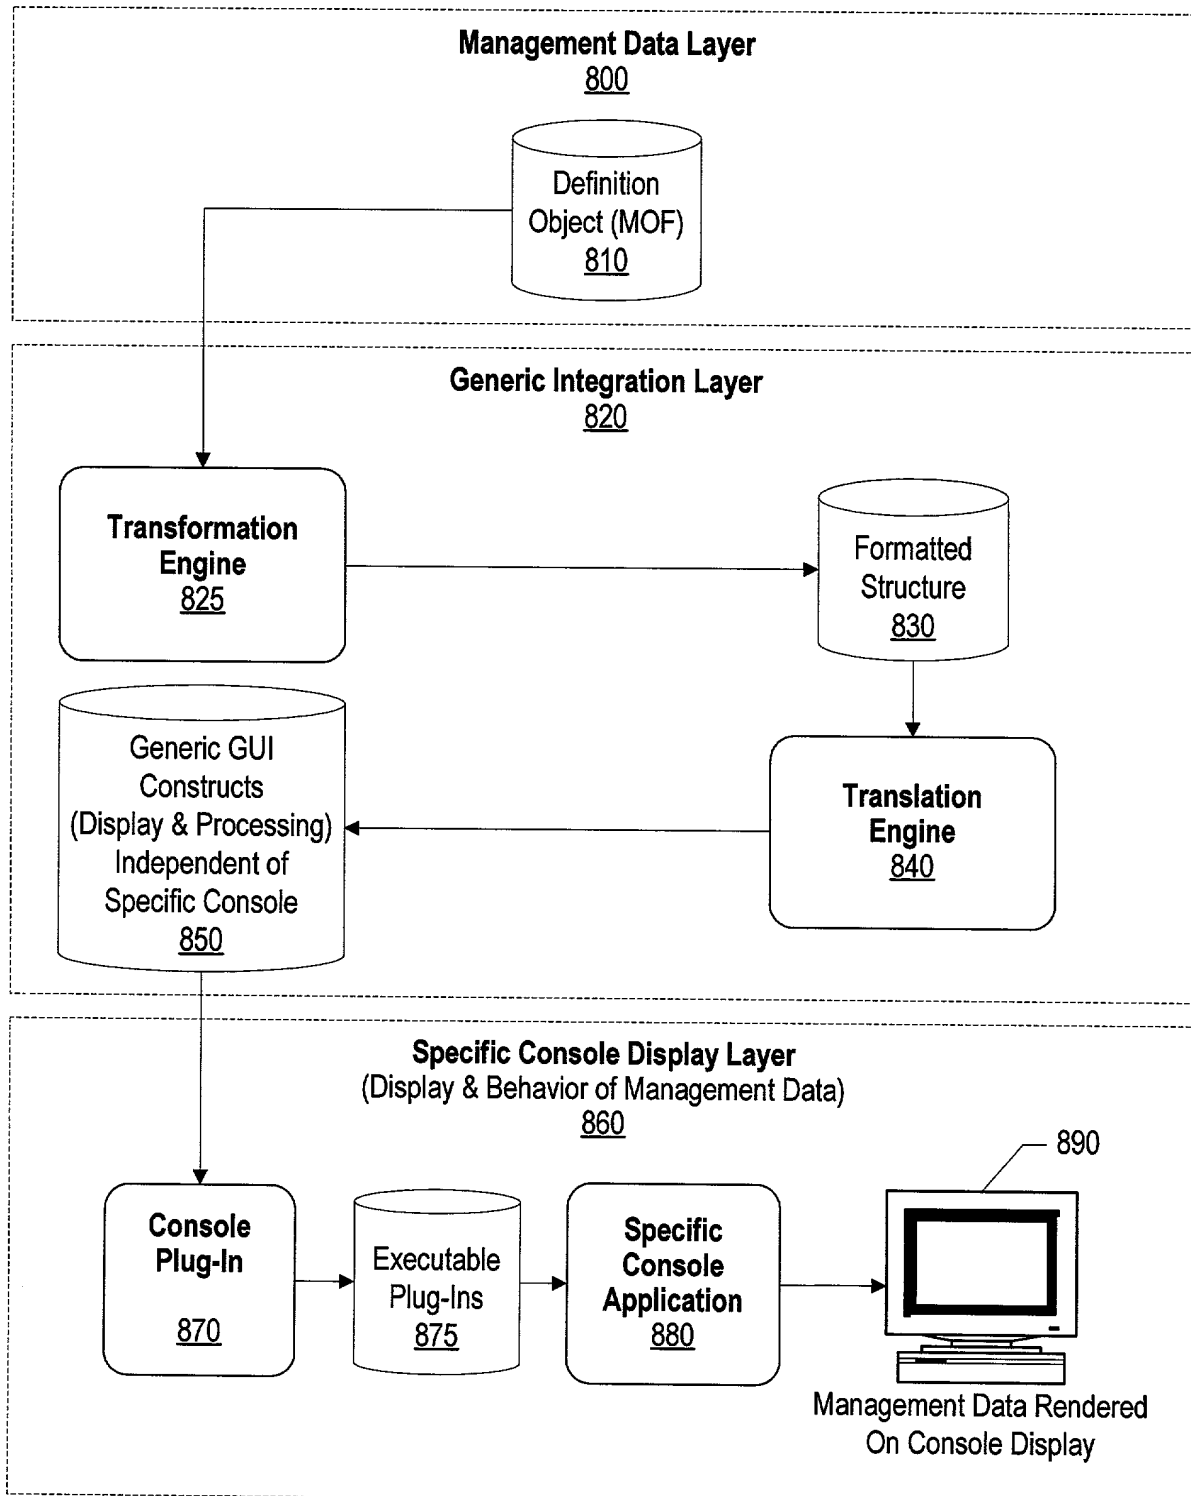 Management Data Layer
800
Definition
Object (MOF)
810
Generic Integration Layer
820
Transformation
Engine
825
Formatted
Structure
830
Generic GUI
Constructs
(Display & Processing)
Independent of
Specific Console
850
Translation
Engine
840
Specific Console Display Layer
(Display & Behavior of Management Data)
860
890
Console
Plug-In
870
Executable
Plug-Ins
875
Specific
Console
Application
880
Management Data Rendered
On Console Display